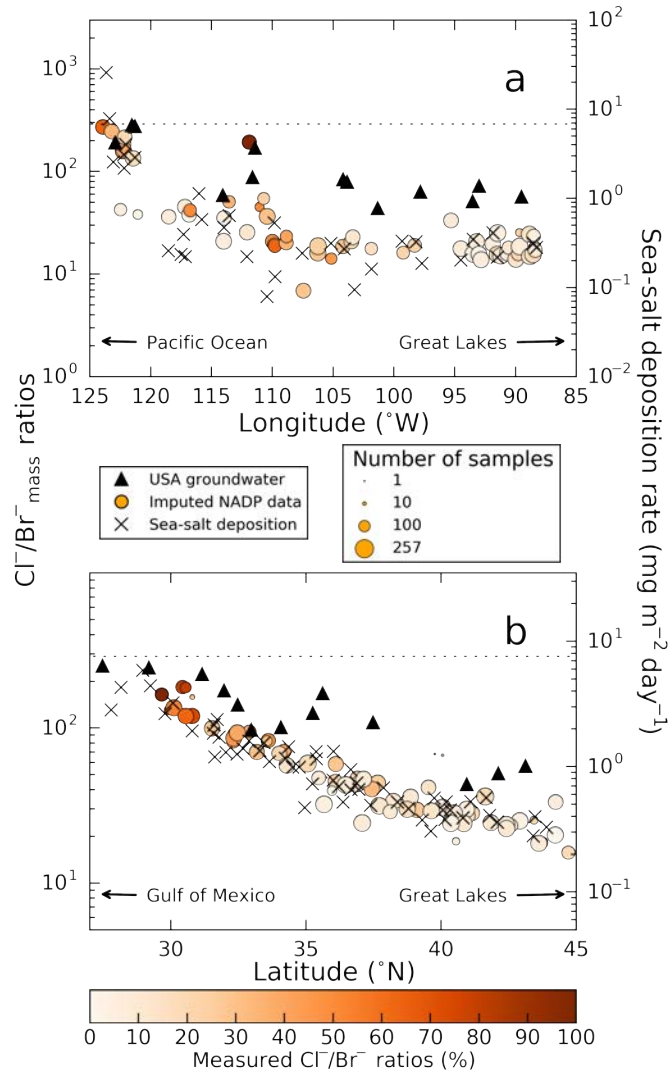 a
10³
10²
10¹
10⁰
10²
10¹
10⁰
10⁻¹
10⁻²
← Pacific Ocean
Great Lakes →
125 120 115 110 105 100 95 90 85
Longitude (°W)
Cl⁻/Br⁻mass ratios
Sea-salt deposition rate (mg m⁻² day⁻¹)
USA groundwater
Imputed NADP data
Sea-salt deposition
Number of samples
1
10
100
257
b
10²
10¹
10¹
10⁰
10⁻¹
← Gulf of Mexico
Great Lakes →
30 35 40 45
Latitude (°N)
0 10 20 30 40 50 60 70 80 90 100
Measured Cl⁻/Br⁻ ratios (%)